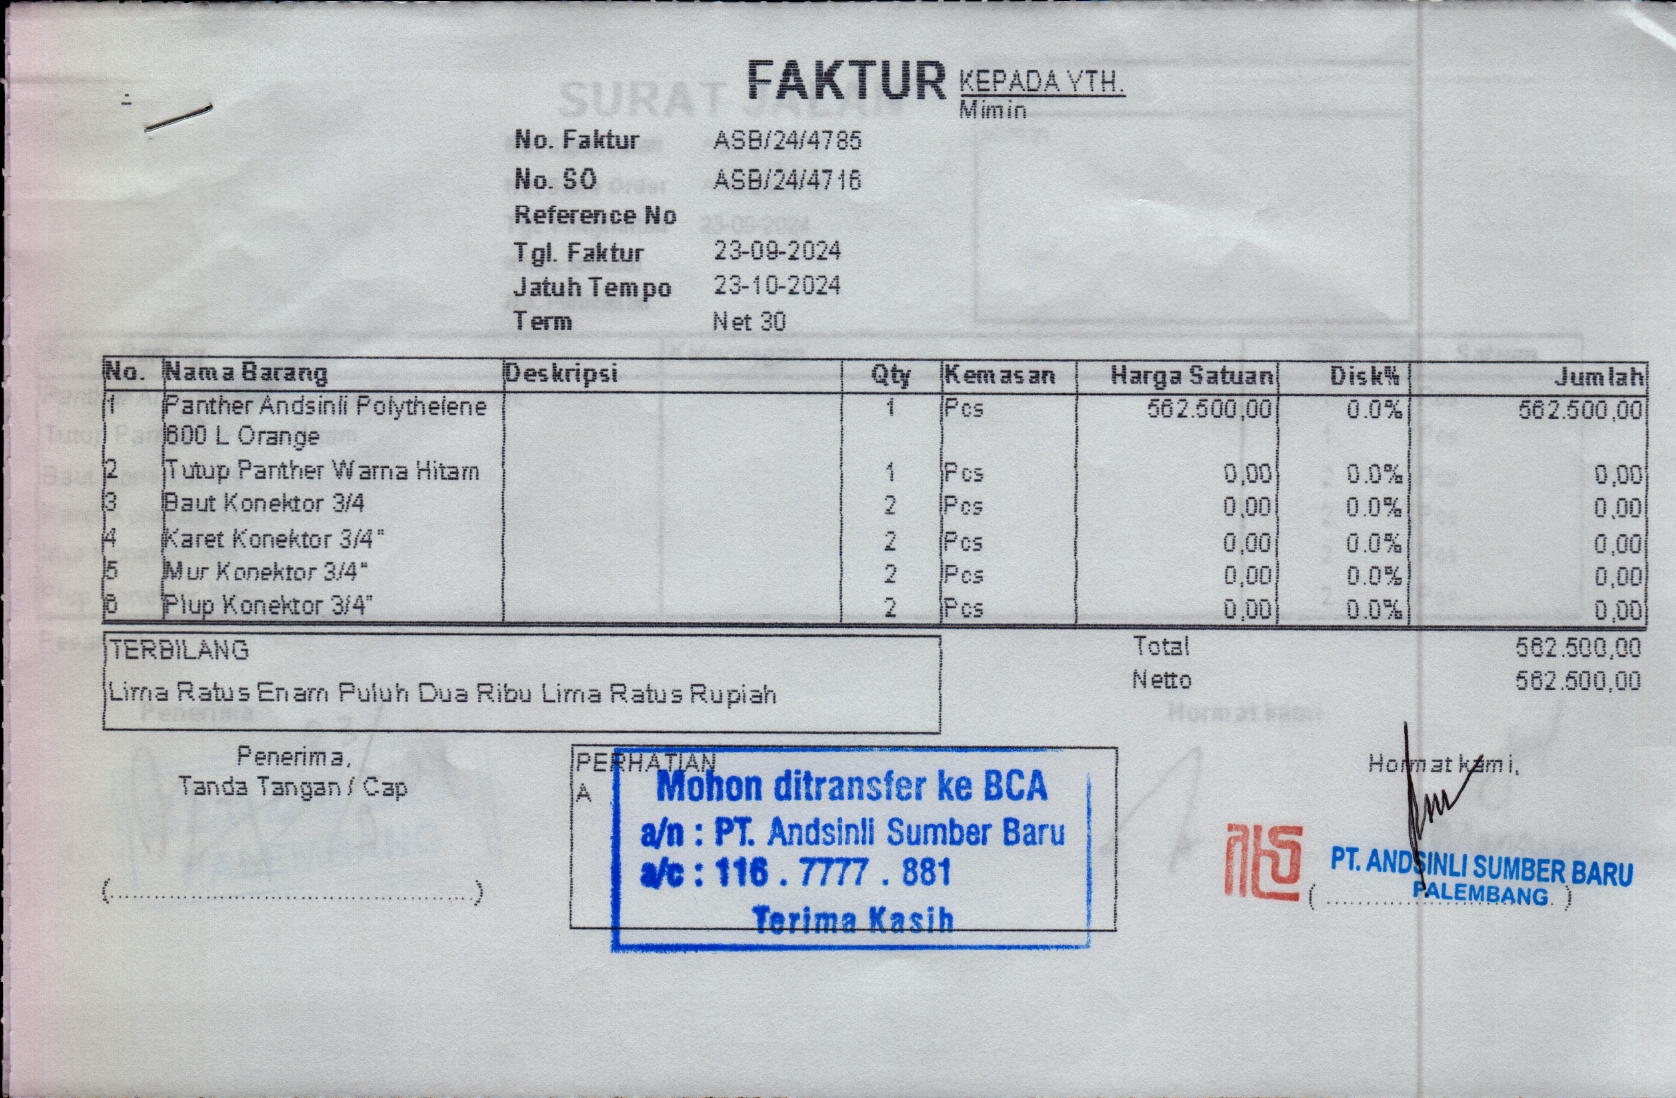 FAKTUR
KEPADA YTH.
Mimin
No. Faktur ASB/24/4785
No. SO ASB/24/4716
Reference No
Tgl. Faktur 23-09-2024
Jatuh Tempo 23-10-2024
Term Net 30
No. Nama Barang Deskripsi Qty Kemasan Harga Satuan Disk% Jumlah
1 Panther Andsinli Polythelene 1 Pcs 562.500,00 0.0% 562.500,00
600 L Orange
2 Tutup Panther Warna Hitam 1 Pcs 0,00 0.0% 0,00
3 Baut Konektor 3/4 2 Pcs 0,00 0.0% 0,00
4 Karet Konektor 3/4" 2 Pcs 0,00 0.0% 0,00
5 Mur Konektor 3/4" 2 Pcs 0,00 0.0% 0,00
6 Plup Konektor 3/4" 2 Pcs 0,00 0.0% 0,00
TERBILANG
Lima Ratus Enam Puluh Dua Ribu Lima Ratus Rupiah
Total 562.500,00
Netto 562.500,00
Penerima,
Tanda Tangan / Cap
(............................................)
PERHATIAN
A
Mohon ditransfer ke BCA
a/n : PT. Andsinli Sumber Baru
a/c : 116 . 7777 . 881
Terima Kasih
Hormat kami,
PT. ANDSINLI SUMBER BARU
PALEMBANG